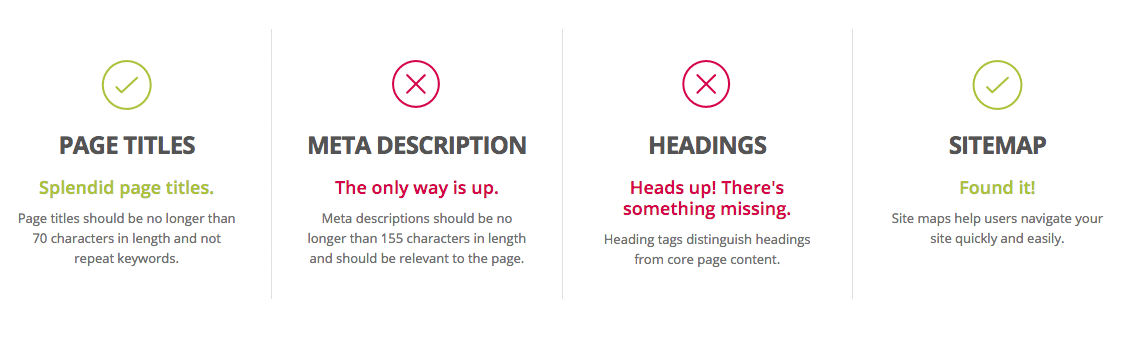 PAGE TITLES
Splendid page titles.
Page titles should be no longer than
70 characters in length and not
repeat keywords.
META DESCRIPTION
The only way is up.
Meta descriptions should be no
longer than 155 characters in length
and should be relevant to the page.
HEADINGS
Heads up! There's
something missing.
Heading tags distinguish headings
from core page content.
SITEMAP
Found it!
Site maps help users navigate your
site quickly and easily.